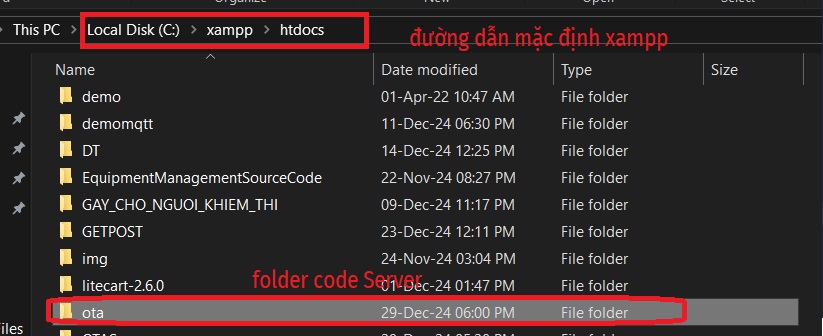 Organize
Select
This PC > Local Disk (C:) > xampp > htdocs
đường dẫn mặc định xampp
Name Date modified Type Size
demo 01-Apr-22 10:47 AM File folder
demomqtt 11-Dec-24 06:30 PM File folder
DT 14-Dec-24 12:25 PM File folder
EquipmentManagementSourceCode 22-Nov-24 08:27 PM File folder
GAY_CHO_NGUOI_KHIEM_THI 09-Dec-24 11:17 PM File folder
GETPOST 23-Dec-24 12:11 PM File folder
img 24-Nov-24 03:04 PM File folder
folder code Server
litecart-2.6.0 01-Dec-24 01:47 PM File folder
ota 29-Dec-24 06:00 PM File folder
Files